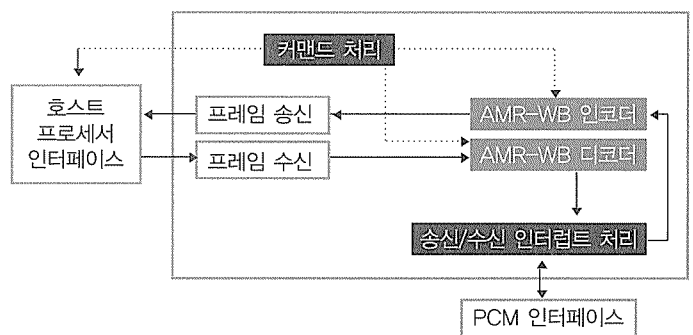 커맨드 처리
호스트
프로세서
인터페이스
프레임 송신
AMR-WB 인코더
프레임 수신
AMR-WB 디코더
송신/수신 인터럽트 처리
PCM 인터페이스